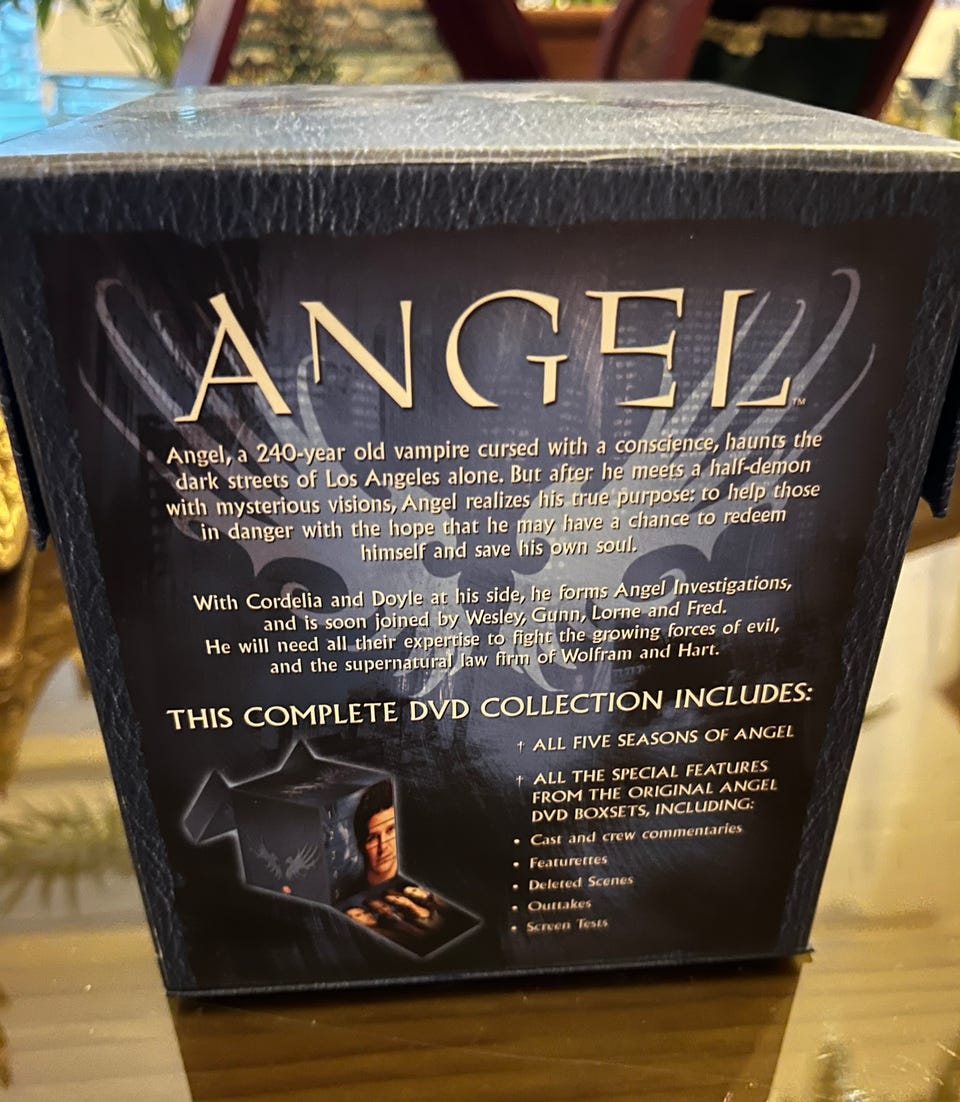 ANGEL™
Angel, a 240-year old vampire cursed with a conscience, haunts the
dark streets of Los Angeles alone. But after he meets a half-demon
with mysterious visions, Angel realizes his true purpose: to help those
in danger with the hope that he may have a chance to redeem
himself and save his own soul.
With Cordelia and Doyle at his side, he forms Angel Investigations,
and is soon joined by Wesley, Gunn, Lorne and Fred.
He will need all their expertise to fight the growing forces of evil,
and the supernatural law firm of Wolfram and Hart.
THIS COMPLETE DVD COLLECTION INCLUDES:
† ALL FIVE SEASONS OF ANGEL
† ALL THE SPECIAL FEATURES
FROM THE ORIGINAL ANGEL
DVD BOXSETS, INCLUDING:
• Cast and crew commentaries
• Featurettes
• Deleted Scenes
• Outtakes
• Screen Tests